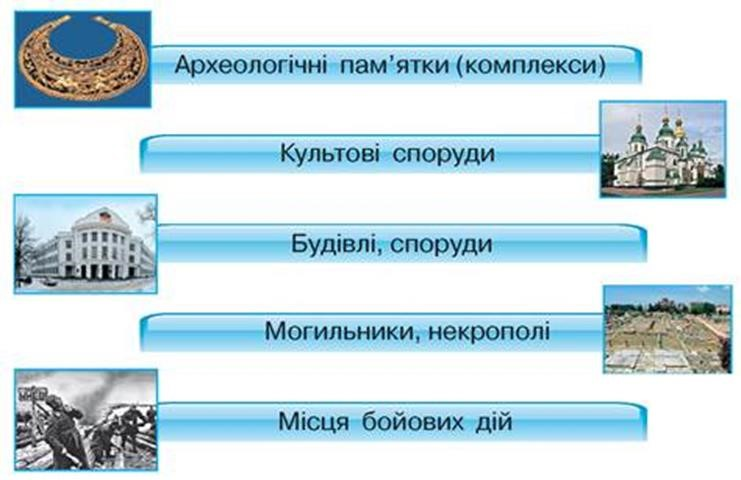 Археологічні пам'ятки (комплекси)
Культові споруди
Будівлі, споруди
Могильники, некрополі
Місця бойових дій